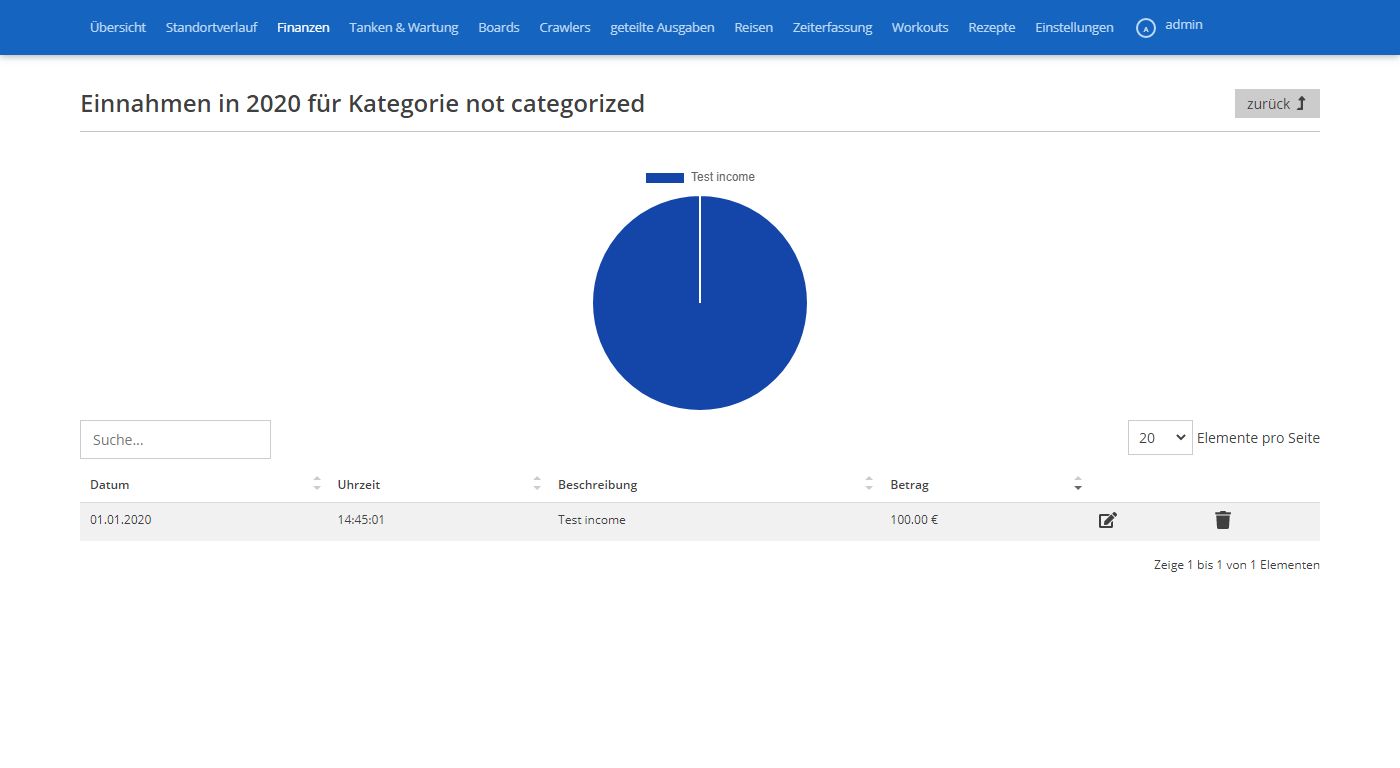 Übersicht Standortverlauf Finanzen Tanken & Wartung Boards Crawlers geteilte Ausgaben Reisen Zeiterfassung Workouts Rezepte Einstellungen A admin
Einnahmen in 2020 für Kategorie not categorized zurück
Test income
Suche... 20 Elemente pro Seite
Datum Uhrzeit Beschreibung Betrag
01.01.2020 14:45:01 Test income 100.00 €
Zeige 1 bis 1 von 1 Elementen